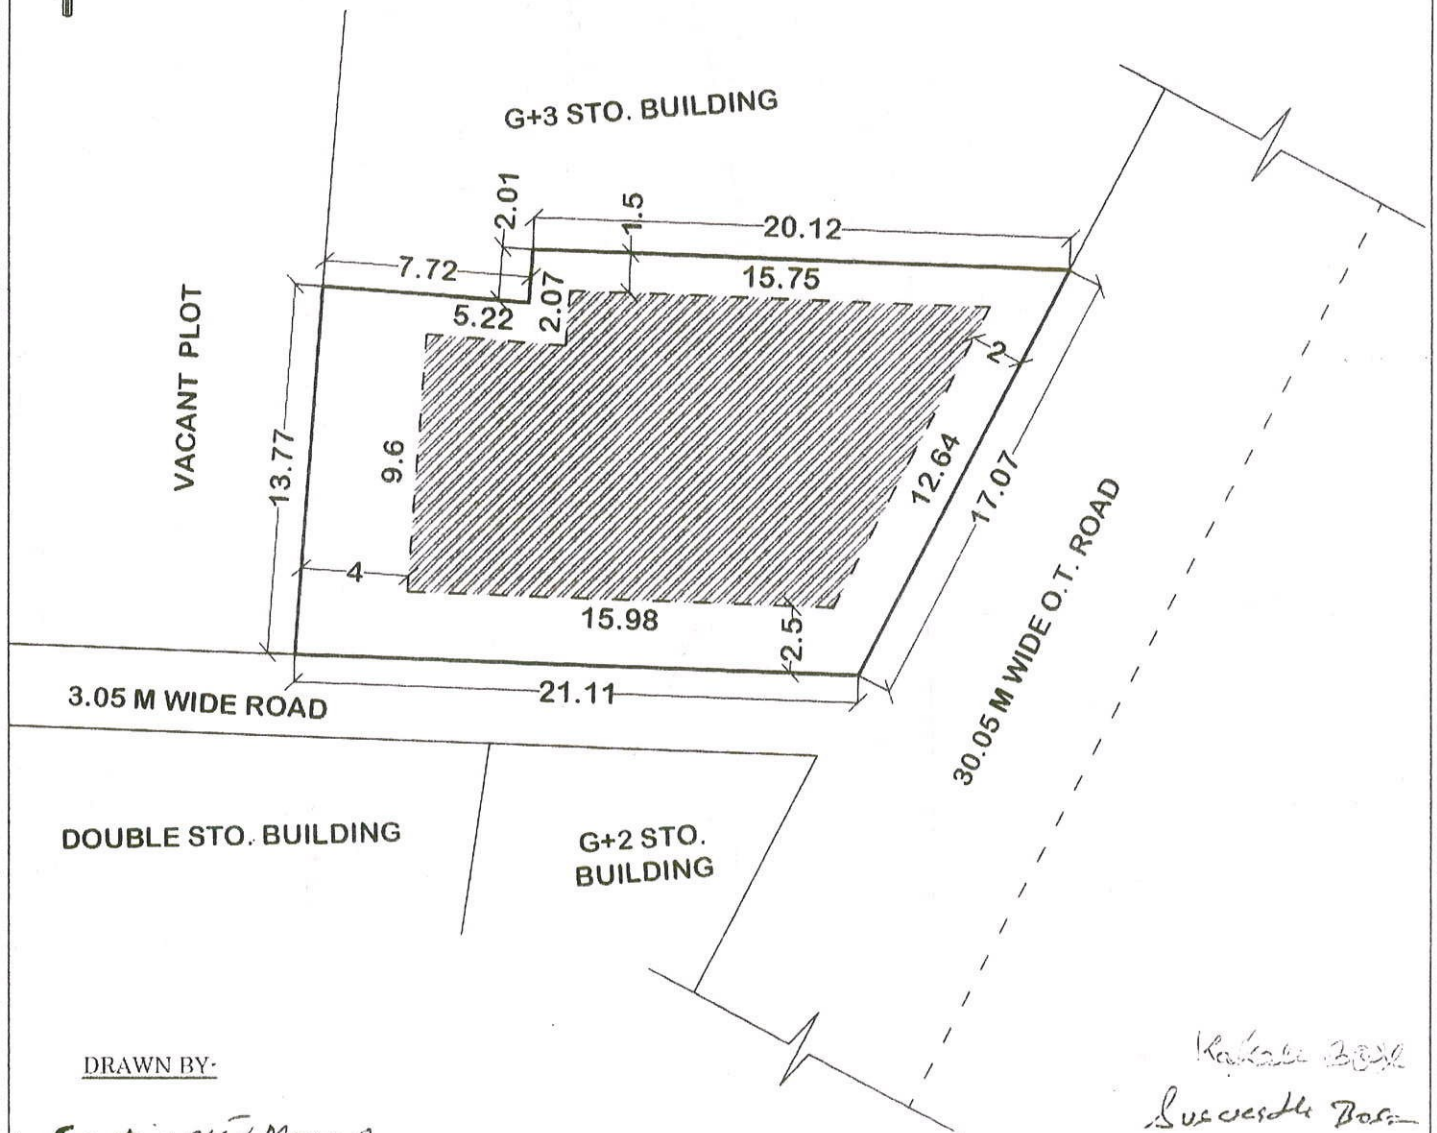 G+3 STO. BUILDING
2.01
1.5
20.12
7.72
15.75
5.22
2.07
2
VACANT PLOT
13.77
9.6
12.64
17.07
4
15.98
2.5
21.11
3.05 M WIDE ROAD
30.05 M WIDE O.T. ROAD
DOUBLE STO. BUILDING
G+2 STO.
BUILDING
DRAWN BY-